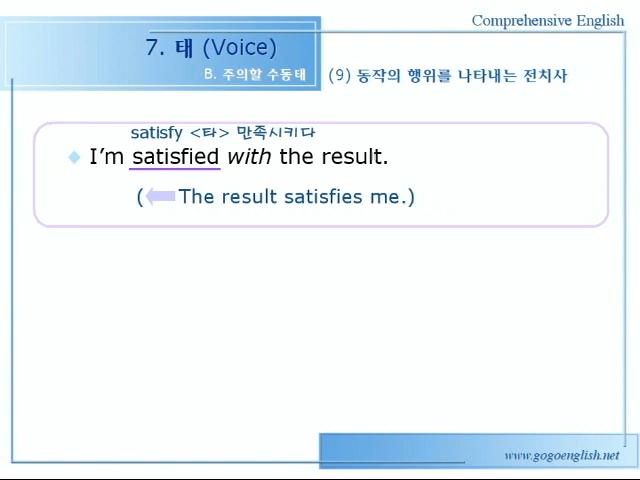 Comprehensive English
7. 태 (Voice)
B. 주의할 수동태
(9) 동작의 행위를 나타내는 전치사
satisfy <타> 만족시키다
I’m satisfied with the result.
( The result satisfies me.)
www.gogoenglish.net